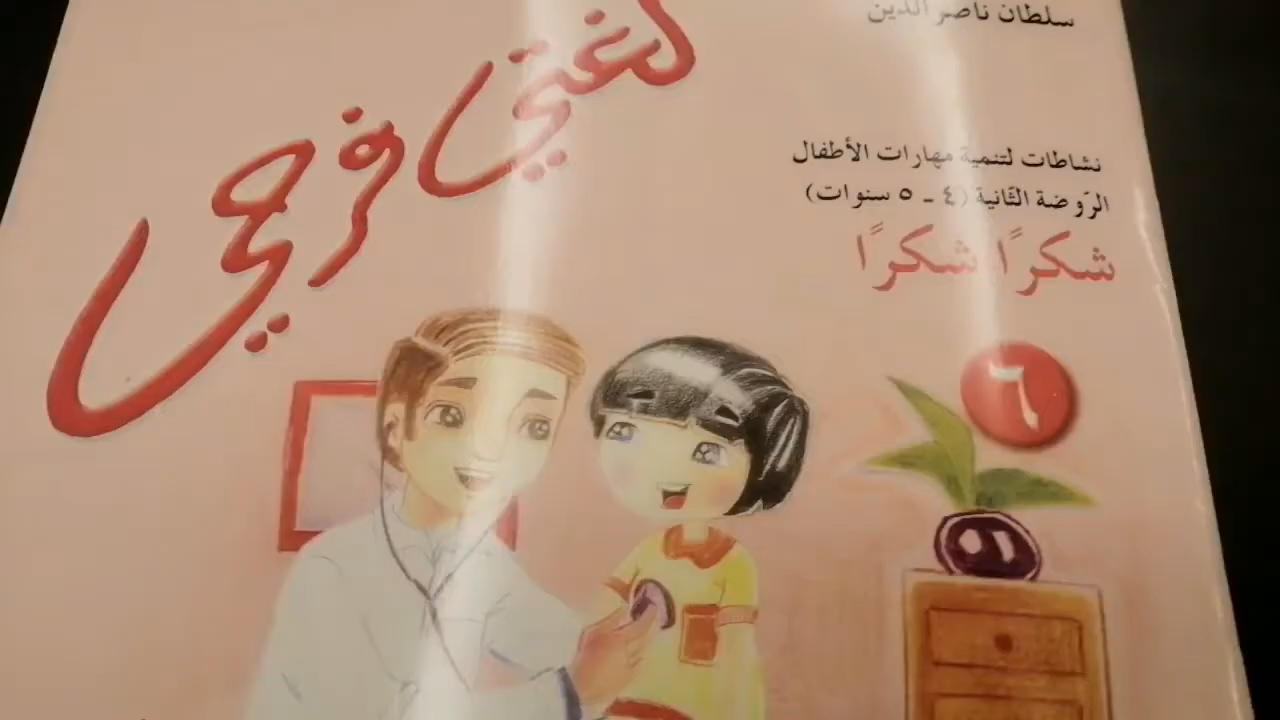 سلطان ناصر الدين
لغتي فرحي
نشاطات لتنمية مهارات الأطفال
الرّوضة الثّانية (٤ - ٥ سنوات)
شكرًا شكرًا
٦